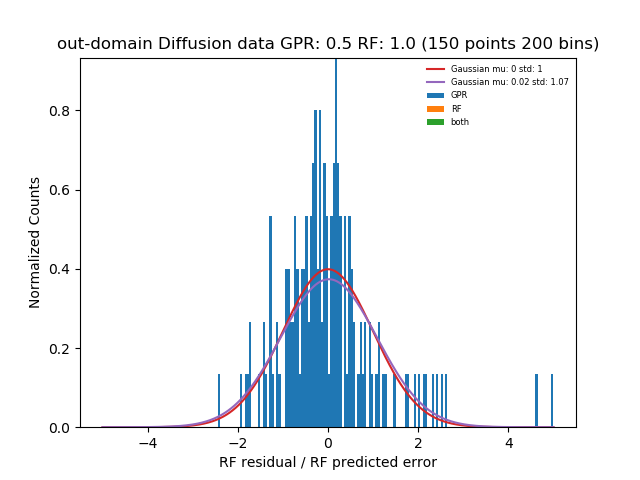 out-domain Diffusion data GPR: 0.5 RF: 1.0 (150 points 200 bins)
Gaussian mu: 0 std: 1
Gaussian mu: 0.02 std: 1.07
GPR
RF
both
Normalized Counts
0.8
0.6
0.4
0.2
0.0
−4
−2
0
2
4
RF residual / RF predicted error